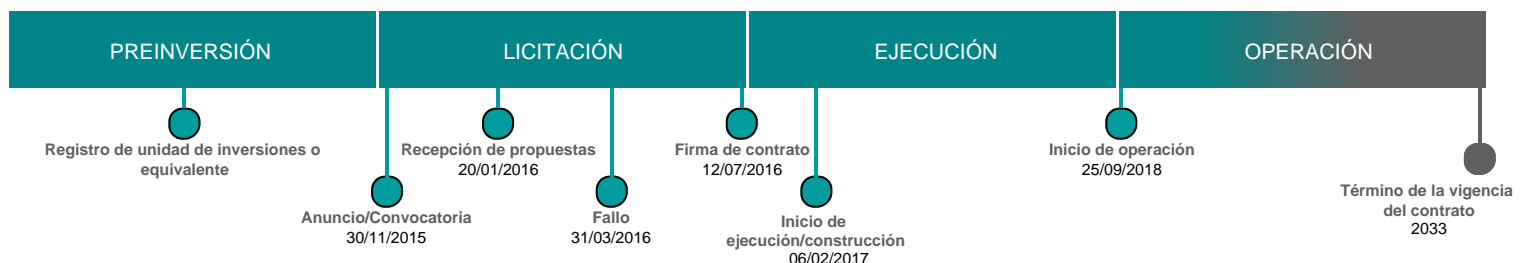 PREINVERSIÓN
LICITACIÓN
EJECUCIÓN
OPERACIÓN
Registro de unidad de inversiones o
equivalente
Anuncio/Convocatoria
30/11/2015
Recepción de propuestas
20/01/2016
Fallo
31/03/2016
Firma de contrato
12/07/2016
Inicio de
ejecución/construcción
06/02/2017
Inicio de operación
25/09/2018
Término de la vigencia
del contrato
2033